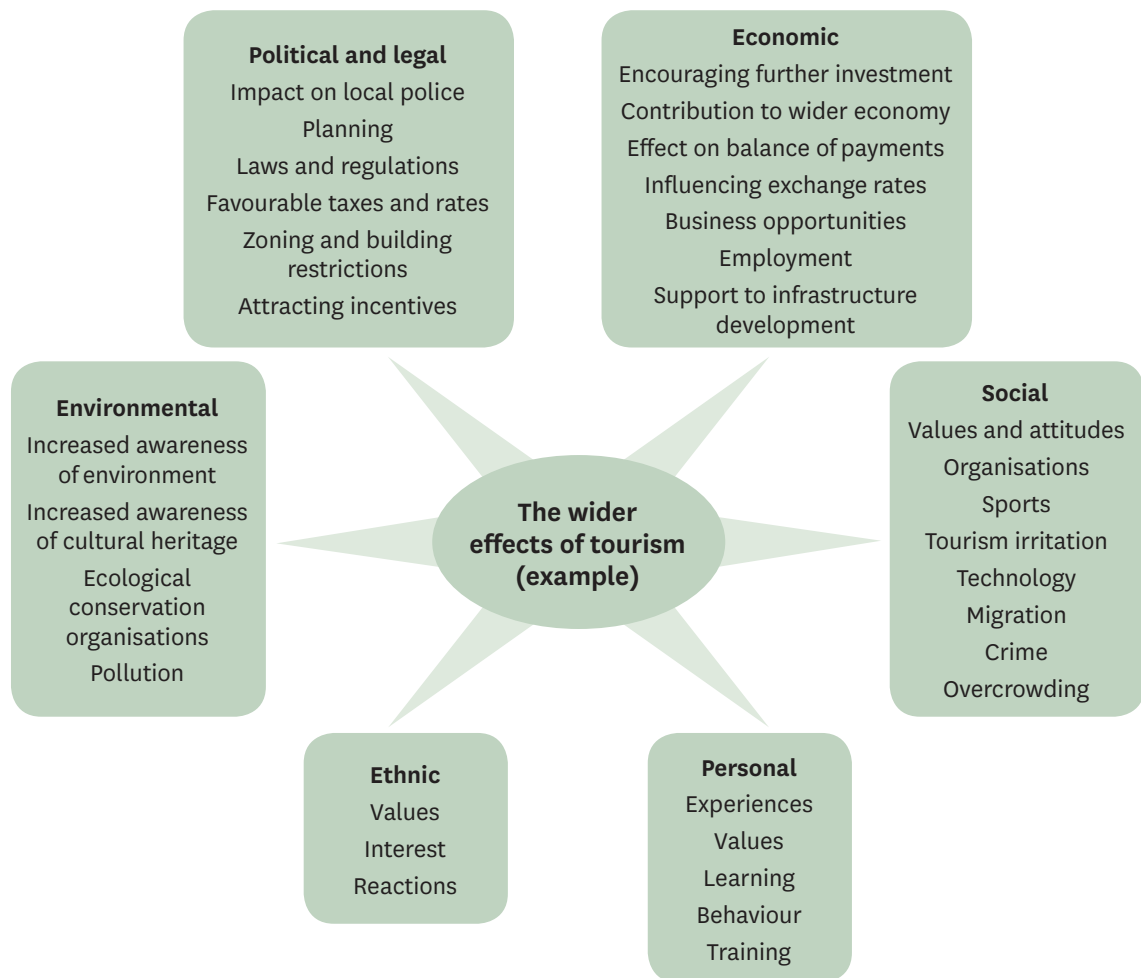 Political and legal
Impact on local police
Planning
Laws and regulations
Favourable taxes and rates
Zoning and building
restrictions
Attracting incentives
Economic
Encouraging further investment
Contribution to wider economy
Effect on balance of payments
Influencing exchange rates
Business opportunities
Employment
Support to infrastructure
development
Environmental
Increased awareness
of environment
Increased awareness
of cultural heritage
Ecological
conservation
organisations
Pollution
The wider
effects of tourism
(example)
Social
Values and attitudes
Organisations
Sports
Tourism irritation
Technology
Migration
Crime
Overcrowding
Ethnic
Values
Interest
Reactions
Personal
Experiences
Values
Learning
Behaviour
Training